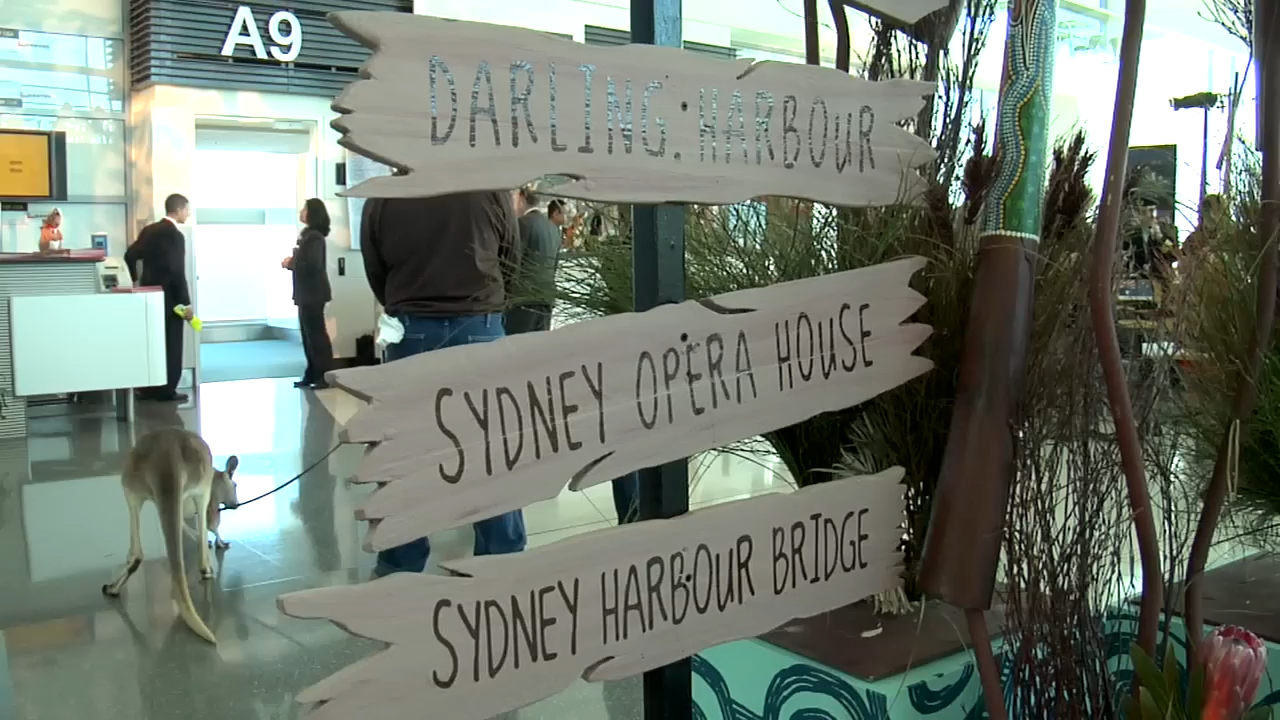 A9
DARLING HARBOUR
SYDNEY OPERA HOUSE
SYDNEY HARBOUR BRIDGE